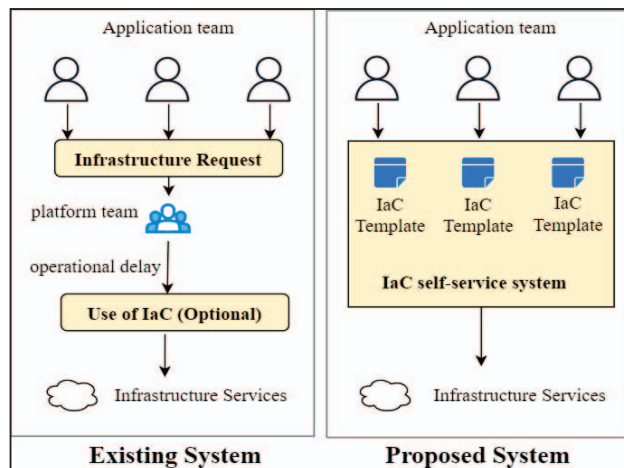 Application team
Infrastructure Request
platform team
operational delay
Use of IaC (Optional)
Infrastructure Services
Existing System
Application team
IaC
Template
IaC
Template
IaC
Template
IaC self-service system
Infrastructure Services
Proposed System